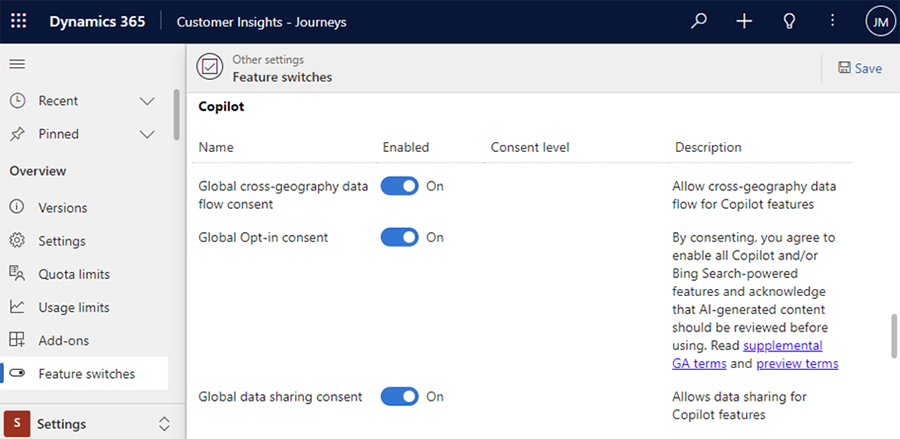 Dynamics 365
Customer Insights - Journeys
JM
Other settings
Feature switches
Save
Recent
Pinned
Overview
Versions
Settings
Quota limits
Usage limits
Add-ons
Feature switches
S
Settings
Copilot
Name
Enabled
Consent level
Description
Global cross-geography data
flow consent
On
Allow cross-geography data
flow for Copilot features
Global Opt-in consent
On
By consenting, you agree to
enable all Copilot and/or
Bing Search-powered
features and acknowledge
that AI-generated content
should be reviewed before
using. Read supplemental
GA terms and preview terms
Global data sharing consent
On
Allows data sharing for
Copilot features